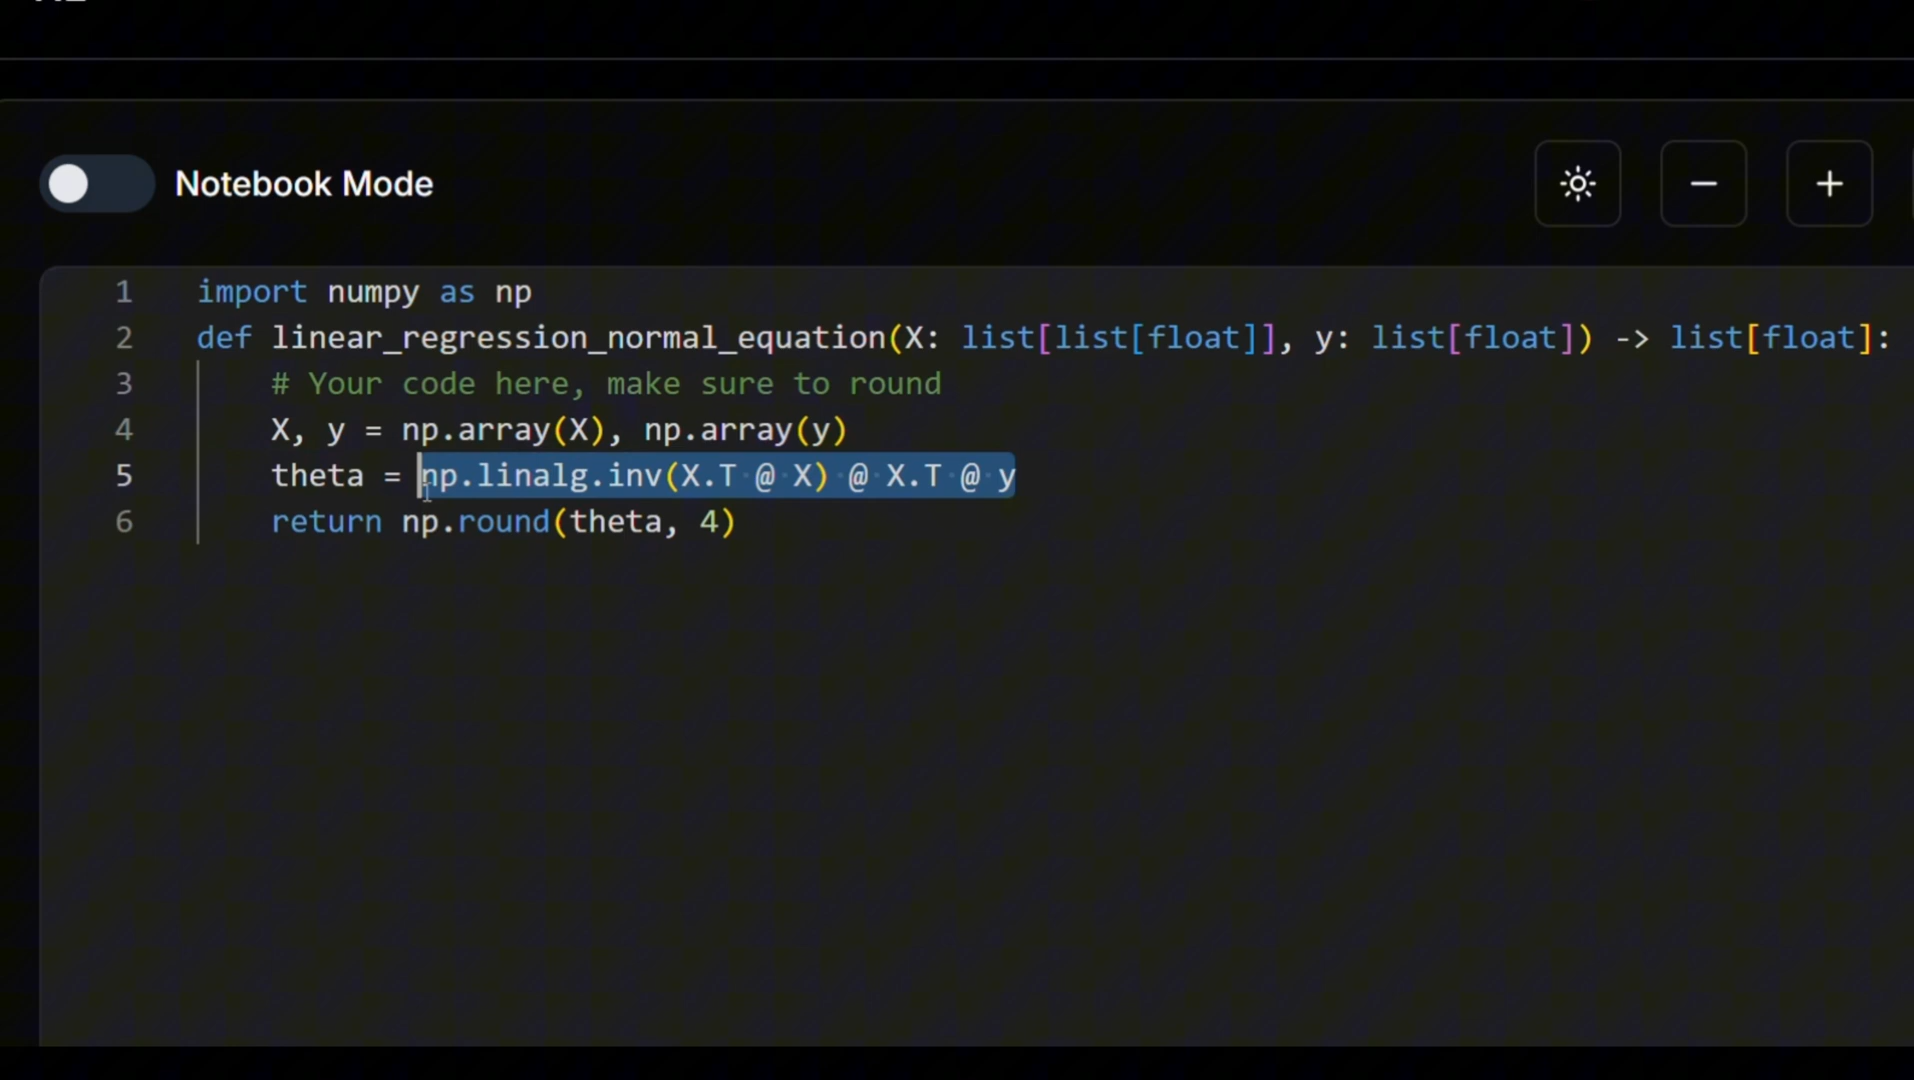 Notebook Mode
1 import numpy as np
2 def linear_regression_normal_equation(X: list[list[float]], y: list[float]) -> list[float]:
3 # Your code here, make sure to round
4 X, y = np.array(X), np.array(y)
5 theta = np.linalg.inv(X.T @ X) @ X.T @ y
6 return np.round(theta, 4)